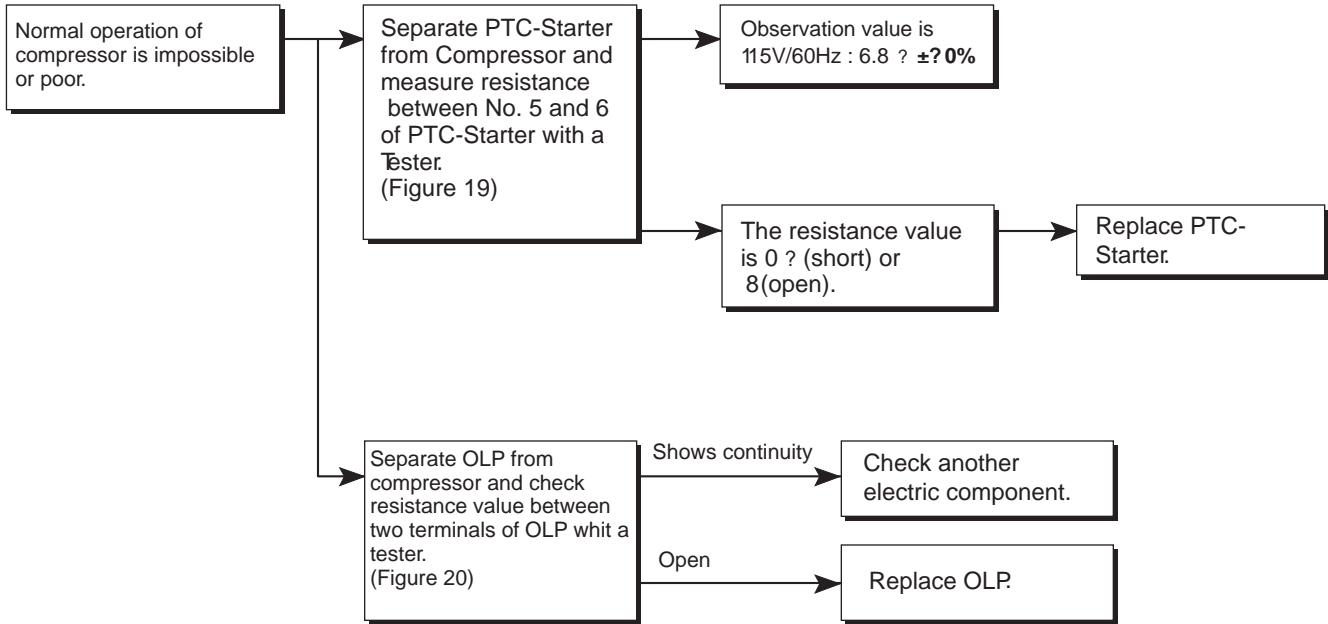 Normal operation of
compressor is impossible
or poor.
Separate PTC-Starter
from Compressor and
measure resistance
between No. 5 and 6
of PTC-Starter with a
Tester.
(Figure 19)
Observation value is
115V/60Hz : 6.8 ? ±?0%
The resistance value
is 0 ? (short) or
8(open).
Replace PTC-
Starter.
Separate OLP from
compressor and check
resistance value between
two terminals of OLP whit a
tester.
(Figure 20)
Shows continuity
Check another
electric component.
Open
Replace OLP.